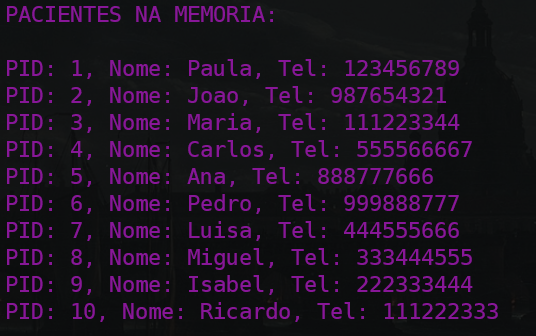 PACIENTES NA MEMORIA:
PID: 1, Nome: Paula, Tel: 123456789
PID: 2, Nome: Joao, Tel: 987654321
PID: 3, Nome: Maria, Tel: 111223344
PID: 4, Nome: Carlos, Tel: 555566667
PID: 5, Nome: Ana, Tel: 888777666
PID: 6, Nome: Pedro, Tel: 999888777
PID: 7, Nome: Luisa, Tel: 444555666
PID: 8, Nome: Miguel, Tel: 333444555
PID: 9, Nome: Isabel, Tel: 222333444
PID: 10, Nome: Ricardo, Tel: 111222333